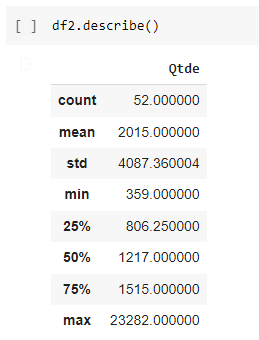 [ ] df2.describe()
Qtde
count 52.000000
mean 2015.000000
std 4087.360004
min 359.000000
25% 806.250000
50% 1217.000000
75% 1515.000000
max 23282.000000